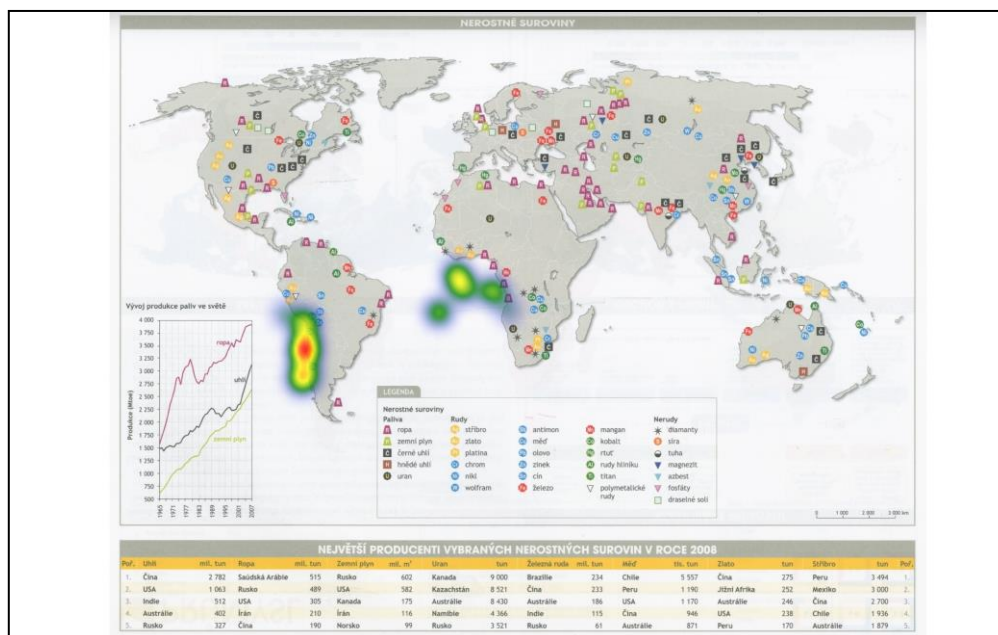 NEROSTNÉ SUROVINY
Vývoj produkce paliv ve světě
Produkce (Mtoe)
4 000
3 750
3 500
3 250
3 000
2 750
2 500
2 250
2 000
1 750
1 500
1 250
1 000
750
500
ropa
uhlí
zemní plyn
1965
1971
1977
1983
1989
1995
2001
2007
LEGENDA
Nerostné suroviny
Paliva
ropa
zemní plyn
černé uhlí
hnědé uhlí
uran
Rudy
stříbro
zlato
platina
chrom
nikl
wolfram
antimon
měď
olovo
zinek
cín
železo
mangan
kobalt
rtuť
rudy hliníku
titan
polymetalické rudy
Nerudy
diamanty
síra
tuha
magnezit
azbest
fosfáty
draselné soli
0 1 000 2 000 3 000 km
NEJVĚTŠÍ PRODUCENTI VYBRANÝCH NEROSTNÝCH SUROVIN V ROCE 2008
Poř. Uhlí mil. tun Ropa mil. tun Zemní plyn mil. m³ Uran tun Železná ruda mil. tun Měď tis. tun Zlato tun Stříbro tun Poř.
1. Čína 2 782 Saúdská Arábie 515 Rusko 602 Kanada 9 000 Brazílie 234 Chile 5 557 Čína 275 Peru 3 494 1.
2. USA 1 063 Rusko 489 USA 582 Kazachstán 8 521 Čína 233 Peru 1 190 Jižní Afrika 252 Mexiko 3 000 2.
3. Indie 512 USA 305 Kanada 175 Austrálie 8 430 Austrálie 186 USA 1 170 Austrálie 246 Čína 2 700 3.
4. Austrálie 402 Írán 210 Írán 116 Namibie 4 366 Indie 115 Čína 946 USA 238 Chile 1 936 4.
5. Rusko 327 Čína 190 Norsko 99 Rusko 3 521 Rusko 61 Austrálie 871 Peru 170 Austrálie 1 879 5.